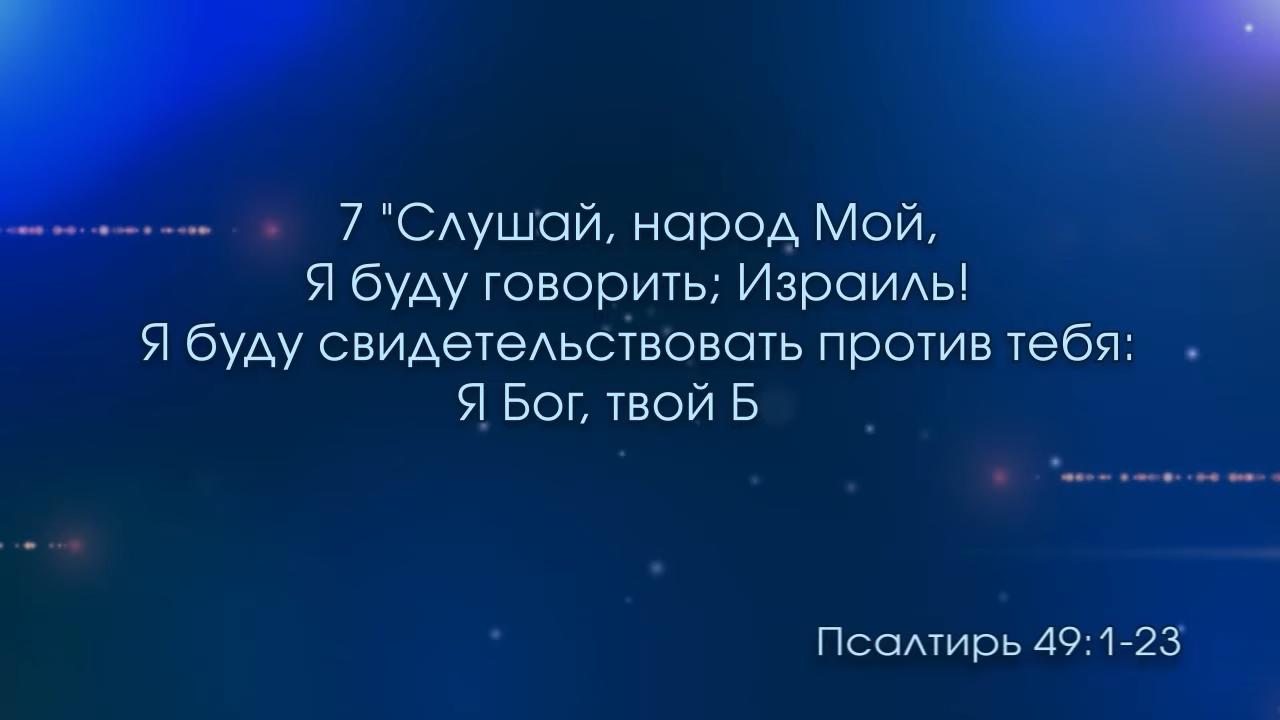 7 "Слушай, народ Мой,
Я буду говорить; Израиль!
Я буду свидетельствовать против тебя:
Я Бог, твой Б
Псалтирь 49:1-23